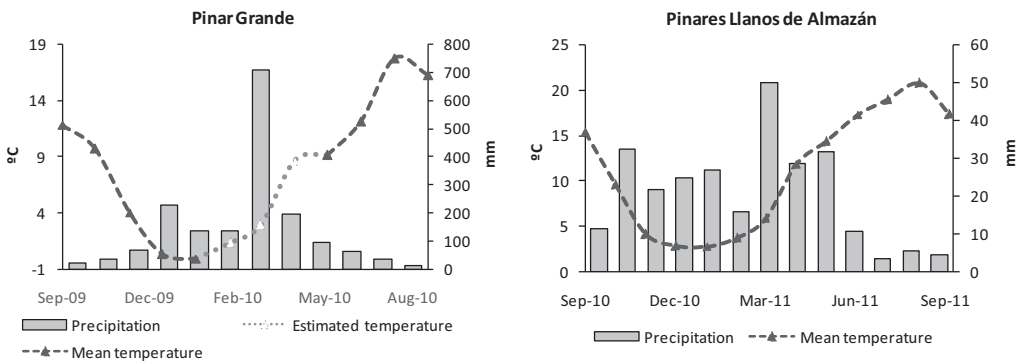 Pinar Grande
19
14
9
4
-1
ºC
800
700
600
500
400
300
200
100
0
mm
Sep-09 Dec-09 Feb-10 May-10 Aug-10
Precipitation Estimated temperature
Mean temperature
Pinares Llanos de Almazán
25
20
15
10
5
0
ºC
60
50
40
30
20
10
0
mm
Sep-10 Dec-10 Mar-11 Jun-11 Sep-11
Precipitation Mean temperature